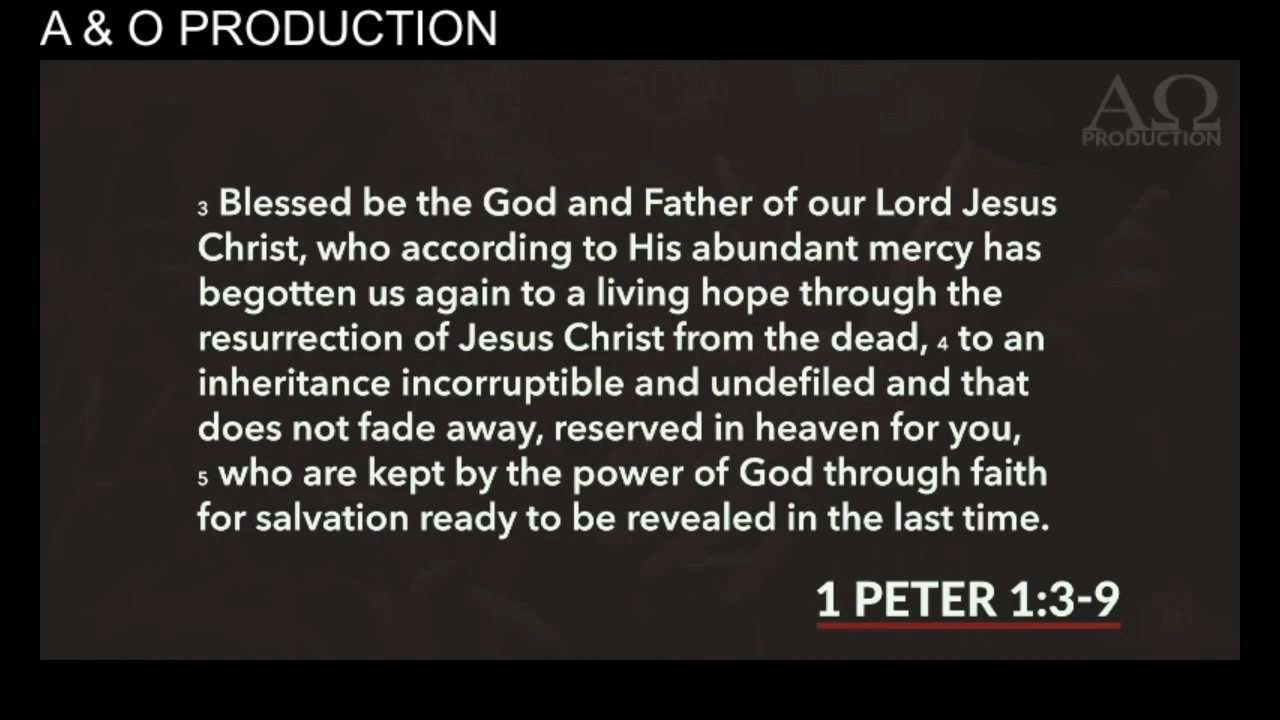 A & O PRODUCTION
ΑΩ
PRODUCTION
3 Blessed be the God and Father of our Lord Jesus
Christ, who according to His abundant mercy has
begotten us again to a living hope through the
resurrection of Jesus Christ from the dead, 4 to an
inheritance incorruptible and undefiled and that
does not fade away, reserved in heaven for you,
5 who are kept by the power of God through faith
for salvation ready to be revealed in the last time.
1 PETER 1:3-9